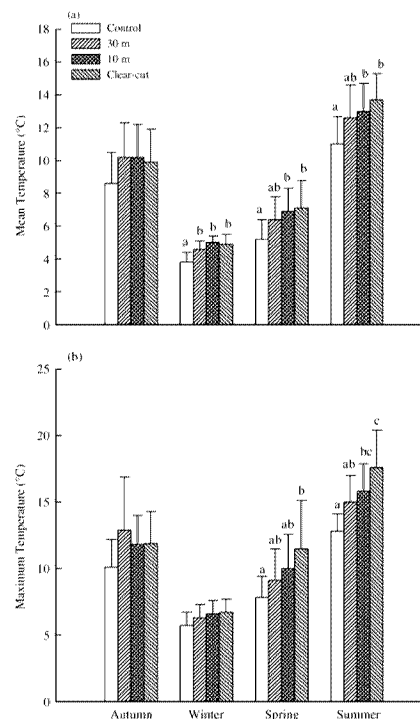 (a)
Control
30 m
10 m
Clear-cut
Mean Temperature (°C)
18
16
14
12
10
8
6
4
2
0
a b b b
a ab b b
a ab b b
(b)
Maximum Temperature (°C)
25
20
15
10
5
0
a ab ab b
a ab bc c
Autumn Winter Spring Summer